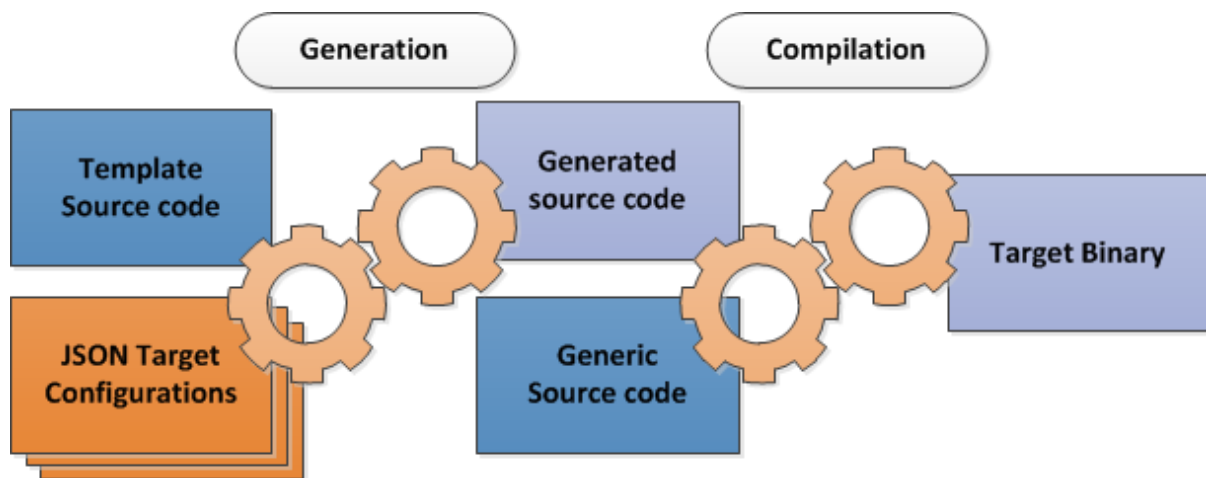 Generation
Compilation
Template
Source code
Generated
source code
Target Binary
JSON Target
Configurations
Generic
Source code